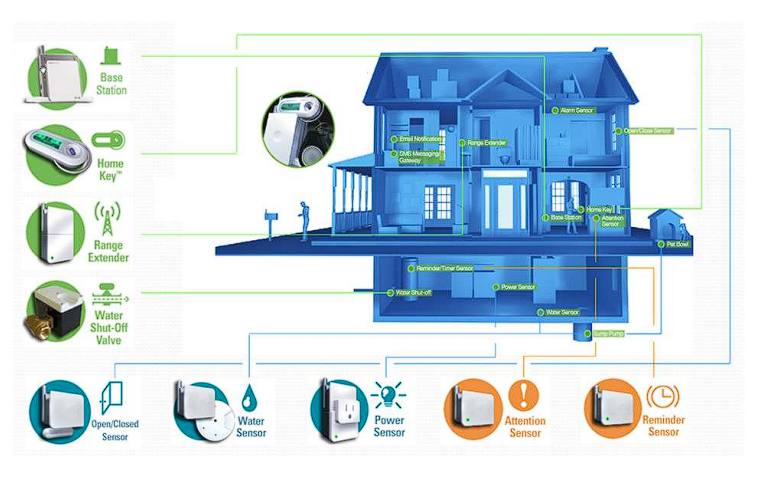 Base
Station
Home
Key™
Range
Extender
Water
Shut-Off
Valve
Alarm Sensor
Open/Close Sensor
Email Notification
SMS Messaging
Gateway
Range Extender
Home Key
Base Station
Attention
Sensor
Pet Bowl
Reminder/Timer Sensor
Power Sensor
Water Shut-off
Water Sensor
Sump Pump
Open/Closed
Sensor
Water
Sensor
Power
Sensor
Attention
Sensor
Reminder
Sensor